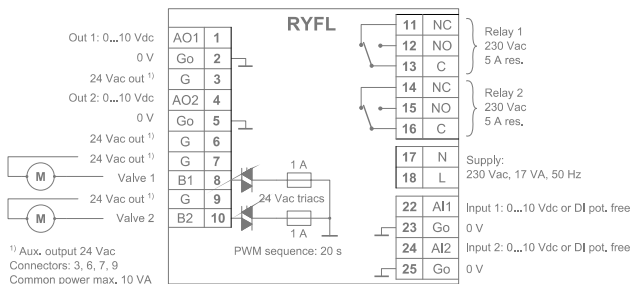 RYFL
Out 1: 0...10 Vdc AO1 1
0 V Go 2
24 Vac out 1) G 3
Out 2: 0...10 Vdc AO2 4
0 V Go 5
24 Vac out 1) G 6
24 Vac out 1) G 7
M Valve 1 B1 8
24 Vac out 1) G 9
M Valve 2 B2 10
1 A
24 Vac triacs
1 A
PWM sequence: 20 s
1) Aux. output 24 Vac
Connectors: 3, 6, 7, 9
Common power max. 10 VA
11 NC
12 NO
13 C
Relay 1
230 Vac
5 A res.
14 NC
15 NO
16 C
Relay 2
230 Vac
5 A res.
17 N
18 L
Supply:
230 Vac, 17 VA, 50 Hz
22 AI1 Input 1: 0...10 Vdc or DI pot. free
23 Go 0 V
24 AI2 Input 2: 0...10 Vdc or DI pot. free
25 Go 0 V